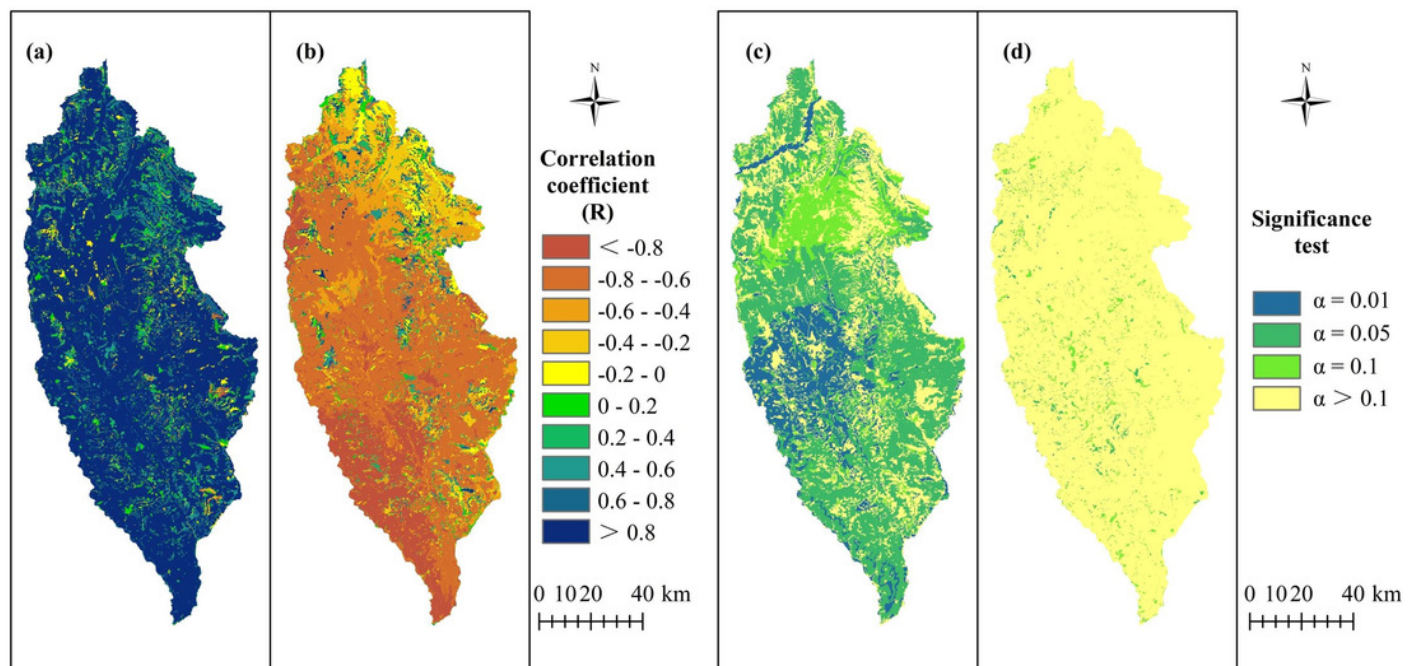 (a)
(b)
N
Correlation
coefficient
(R)
< -0.8
-0.8 - -0.6
-0.6 - -0.4
-0.4 - -0.2
-0.2 - 0
0 - 0.2
0.2 - 0.4
0.4 - 0.6
0.6 - 0.8
> 0.8
0 10 20 40 km
(c)
(d)
N
Significance
test
α = 0.01
α = 0.05
α = 0.1
α > 0.1
0 10 20 40 km